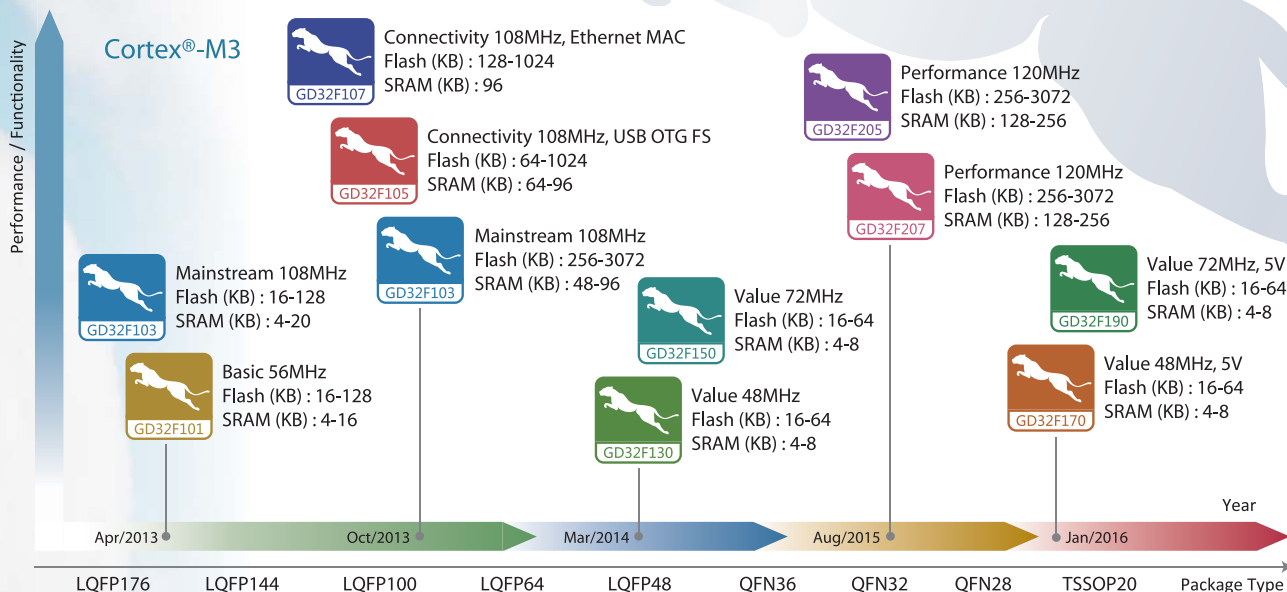 Performance / Functionality
Cortex®-M3
GD32F107
Connectivity 108MHz, Ethernet MAC
Flash (KB) : 128-1024
SRAM (KB) : 96
GD32F105
Connectivity 108MHz, USB OTG FS
Flash (KB) : 64-1024
SRAM (KB) : 64-96
GD32F103
Mainstream 108MHz
Flash (KB) : 256-3072
SRAM (KB) : 48-96
GD32F103
Mainstream 108MHz
Flash (KB) : 16-128
SRAM (KB) : 4-20
GD32F101
Basic 56MHz
Flash (KB) : 16-128
SRAM (KB) : 4-16
GD32F150
Value 72MHz
Flash (KB) : 16-64
SRAM (KB) : 4-8
GD32F130
Value 48MHz
Flash (KB) : 16-64
SRAM (KB) : 4-8
GD32F205
Performance 120MHz
Flash (KB) : 256-3072
SRAM (KB) : 128-256
GD32F207
Performance 120MHz
Flash (KB) : 256-3072
SRAM (KB) : 128-256
GD32F190
Value 72MHz, 5V
Flash (KB) : 16-64
SRAM (KB) : 4-8
GD32F170
Value 48MHz, 5V
Flash (KB) : 16-64
SRAM (KB) : 4-8
Year
Apr/2013 Oct/2013 Mar/2014 Aug/2015 Jan/2016
LQFP176 LQFP144 LQFP100 LQFP64 LQFP48 QFN36 QFN32 QFN28 TSSOP20 Package Type